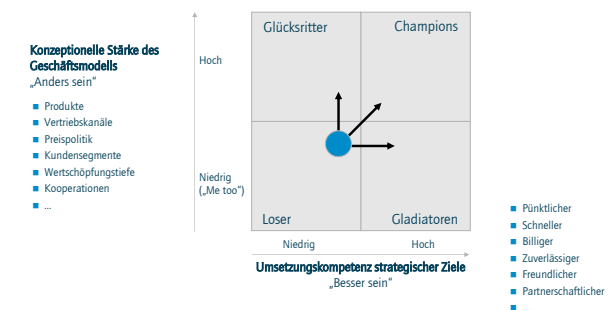 Konzeptionelle Stärke des
Geschäftsmodells
„Anders sein“
Produkte
Vertriebskanäle
Preispolitik
Kundensegmente
Wertschöpfungstiefe
Kooperationen
...
Hoch
Niedrig
(„Me too“)
Glücksritter
Champions
Loser
Gladiatoren
Niedrig
Hoch
Umsetzungskompetenz strategischer Ziele
„Besser sein“
Pünktlicher
Schneller
Billiger
Zuverlässiger
Freundlicher
Partnerschaftlicher